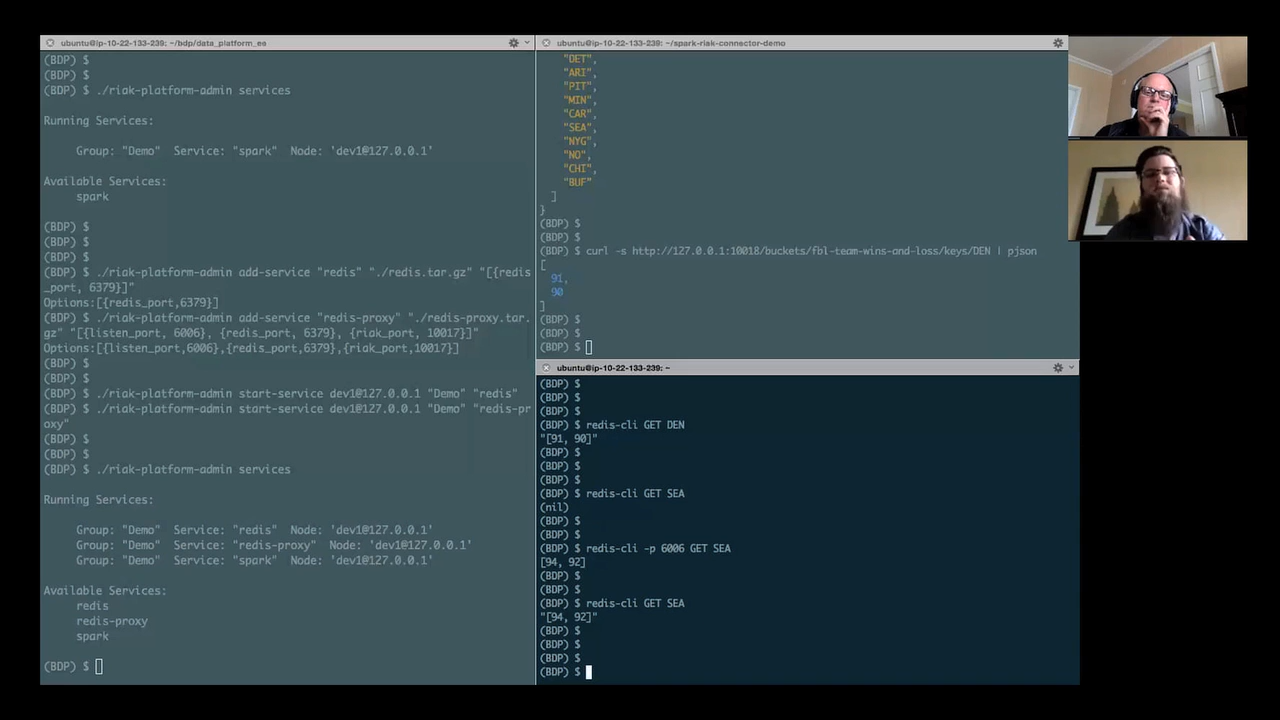 ubuntu@ip-10-22-133-239: ~/bdp/data_platform_ee
(BDP) $
(BDP) $
(BDP) $ ./riak-platform-admin services
Running Services:
Group: "Demo"  Service: "spark"  Node: 'dev1@127.0.0.1'
Available Services:
spark
(BDP) $
(BDP) $
(BDP) $
(BDP) $ ./riak-platform-admin add-service "redis" "./redis.tar.gz" "[{redis
_port, 6379}]"
Options:[{redis_port,6379}]
(BDP) $ ./riak-platform-admin add-service "redis-proxy" "./redis-proxy.tar.
gz" "[{listen_port, 6006}, {redis_port, 6379}, {riak_port, 10017}]"
Options:[{listen_port,6006},{redis_port,6379},{riak_port,10017}]
(BDP) $
(BDP) $
(BDP) $ ./riak-platform-admin start-service dev1@127.0.0.1 "Demo" "redis"
(BDP) $ ./riak-platform-admin start-service dev1@127.0.0.1 "Demo" "redis-pr
oxy"
(BDP) $
(BDP) $
(BDP) $ ./riak-platform-admin services
Running Services:
Group: "Demo"  Service: "redis"  Node: 'dev1@127.0.0.1'
Group: "Demo"  Service: "redis-proxy"  Node: 'dev1@127.0.0.1'
Group: "Demo"  Service: "spark"  Node: 'dev1@127.0.0.1'
Available Services:
redis
redis-proxy
spark
(BDP) $
ubuntu@ip-10-22-133-239: ~/spark-riak-connector-demo
"DET",
"ARI",
"PIT",
"MIN",
"CAR",
"SEA",
"NYG",
"NO",
"CHI",
"BUF"
]
}
(BDP) $
(BDP) $
(BDP) $ curl -s http://127.0.0.1:10018/buckets/fbl-team-wins-and-loss/keys/DEN | pjson
[
91,
90
]
(BDP) $
(BDP) $
(BDP) $
ubuntu@ip-10-22-133-239: ~
(BDP) $
(BDP) $
(BDP) $
(BDP) $ redis-cli GET DEN
"[91, 90]"
(BDP) $
(BDP) $
(BDP) $
(BDP) $ redis-cli GET SEA
(nil)
(BDP) $
(BDP) $
(BDP) $ redis-cli -p 6006 GET SEA
[94, 92]
(BDP) $
(BDP) $
(BDP) $ redis-cli GET SEA
"[94, 92]"
(BDP) $
(BDP) $
(BDP) $
(BDP) $